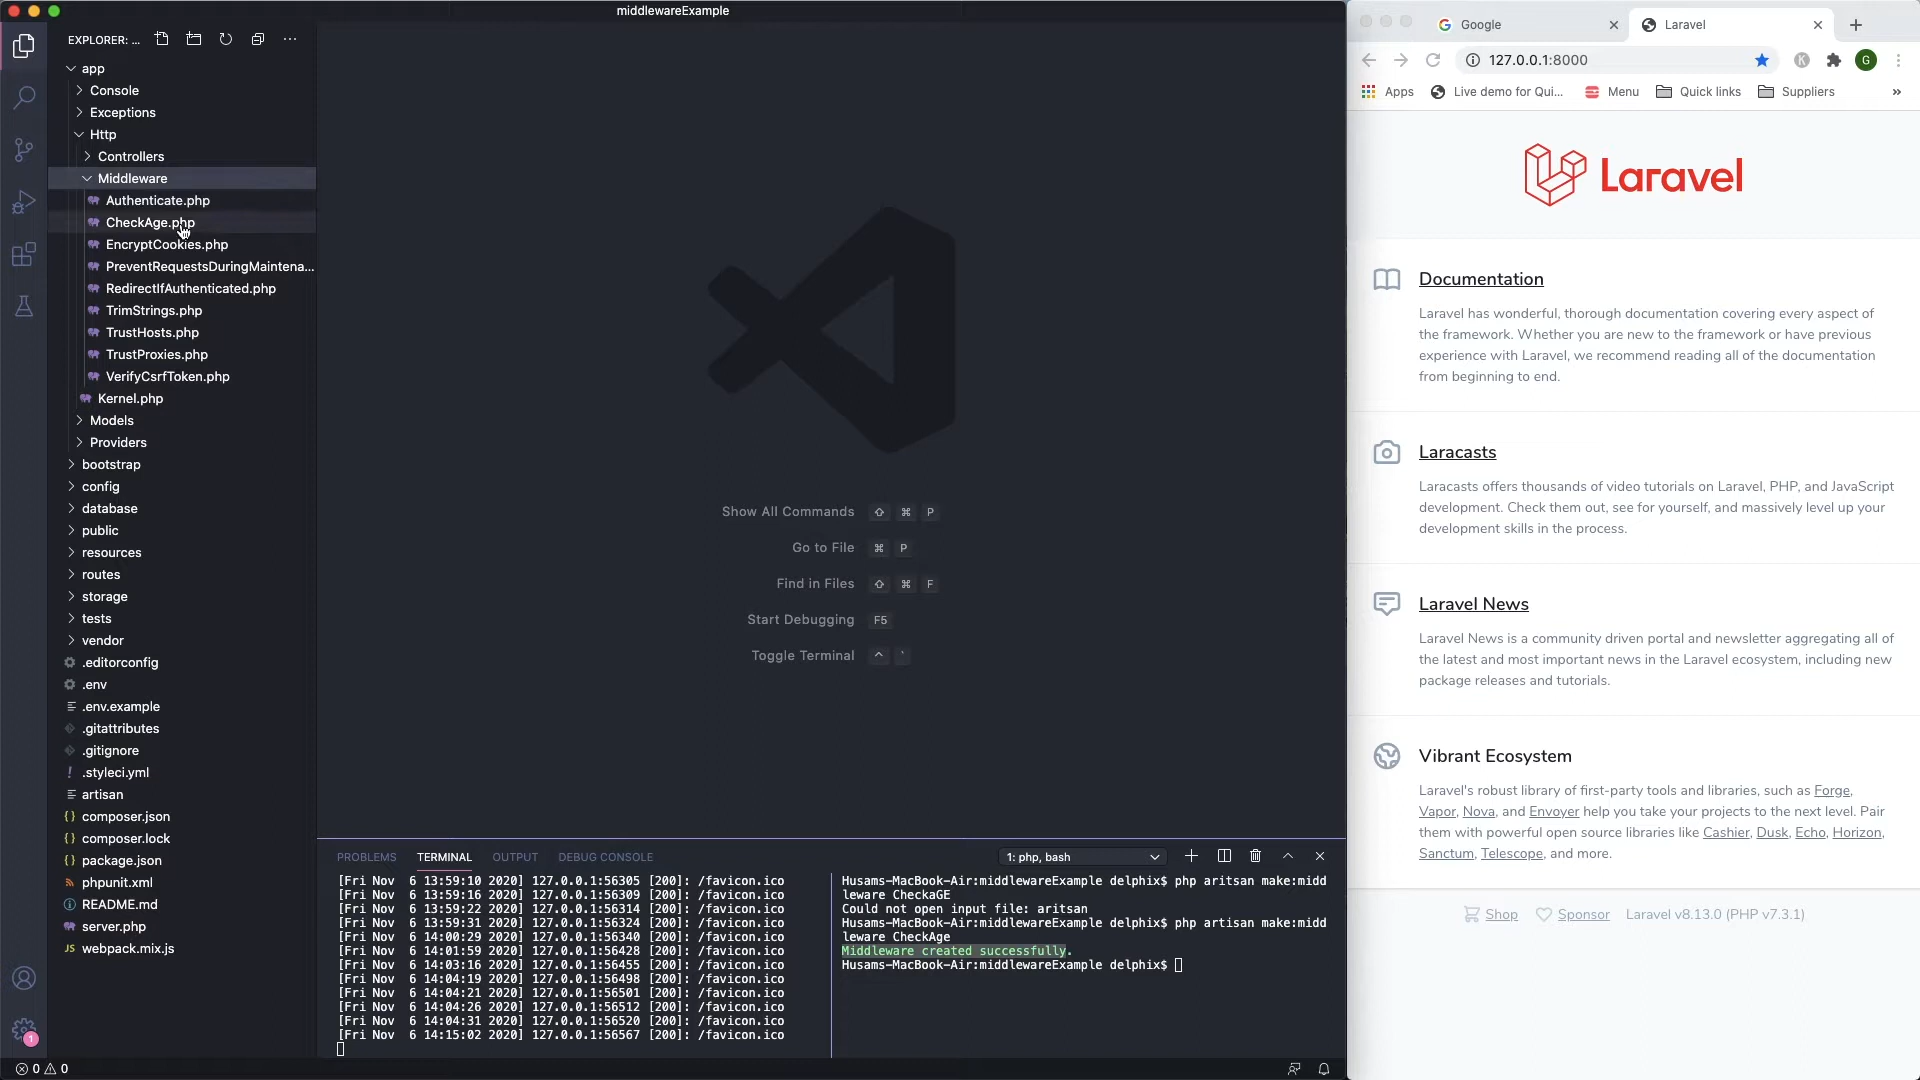 middlewareExample
EXPLORER: ...
app
Console
Exceptions
Http
Controllers
Middleware
Authenticate.php
CheckAge.php
EncryptCookies.php
PreventRequestsDuringMaintena...
RedirectIfAuthenticated.php
TrimStrings.php
TrustHosts.php
TrustProxies.php
VerifyCsrfToken.php
Kernel.php
Models
Providers
bootstrap
config
database
public
resources
routes
storage
tests
vendor
.editorconfig
.env
.env.example
.gitattributes
.gitignore
.styleci.yml
artisan
composer.json
composer.lock
package.json
phpunit.xml
README.md
server.php
JS webpack.mix.js
1
0 0
Show All Commands ⇧ ⌘ P
Go to File ⌘ P
Find in Files ⇧ ⌘ F
Start Debugging F5
Toggle Terminal ^ `
PROBLEMS TERMINAL OUTPUT DEBUG CONSOLE 1: php, bash
[Fri Nov  6 13:59:10 2020] 127.0.0.1:56305 [200]: /favicon.ico
[Fri Nov  6 13:59:16 2020] 127.0.0.1:56309 [200]: /favicon.ico
[Fri Nov  6 13:59:22 2020] 127.0.0.1:56314 [200]: /favicon.ico
[Fri Nov  6 13:59:31 2020] 127.0.0.1:56324 [200]: /favicon.ico
[Fri Nov  6 14:00:29 2020] 127.0.0.1:56340 [200]: /favicon.ico
[Fri Nov  6 14:01:59 2020] 127.0.0.1:56428 [200]: /favicon.ico
[Fri Nov  6 14:03:16 2020] 127.0.0.1:56455 [200]: /favicon.ico
[Fri Nov  6 14:04:19 2020] 127.0.0.1:56498 [200]: /favicon.ico
[Fri Nov  6 14:04:21 2020] 127.0.0.1:56501 [200]: /favicon.ico
[Fri Nov  6 14:04:26 2020] 127.0.0.1:56512 [200]: /favicon.ico
[Fri Nov  6 14:04:31 2020] 127.0.0.1:56520 [200]: /favicon.ico
[Fri Nov  6 14:15:02 2020] 127.0.0.1:56567 [200]: /favicon.ico
Husams-MacBook-Air:middlewareExample delphix$ php aritsan make:midd
leware CheckaGE
Could not open input file: aritsan
Husams-MacBook-Air:middlewareExample delphix$ php artisan make:midd
leware CheckAge
Middleware created successfully.
Husams-MacBook-Air:middlewareExample delphix$
Google
Laravel
127.0.0.1:8000
K
G
Apps Live demo for Qui... Menu Quick links Suppliers »
Laravel
Documentation
Laravel has wonderful, thorough documentation covering every aspect of
the framework. Whether you are new to the framework or have previous
experience with Laravel, we recommend reading all of the documentation
from beginning to end.
Laracasts
Laracasts offers thousands of video tutorials on Laravel, PHP, and JavaScript
development. Check them out, see for yourself, and massively level up your
development skills in the process.
Laravel News
Laravel News is a community driven portal and newsletter aggregating all of
the latest and most important news in the Laravel ecosystem, including new
package releases and tutorials.
Vibrant Ecosystem
Laravel's robust library of first-party tools and libraries, such as Forge,
Vapor, Nova, and Envoyer help you take your projects to the next level. Pair
them with powerful open source libraries like Cashier, Dusk, Echo, Horizon,
Sanctum, Telescope, and more.
Shop Sponsor Laravel v8.13.0 (PHP v7.3.1)